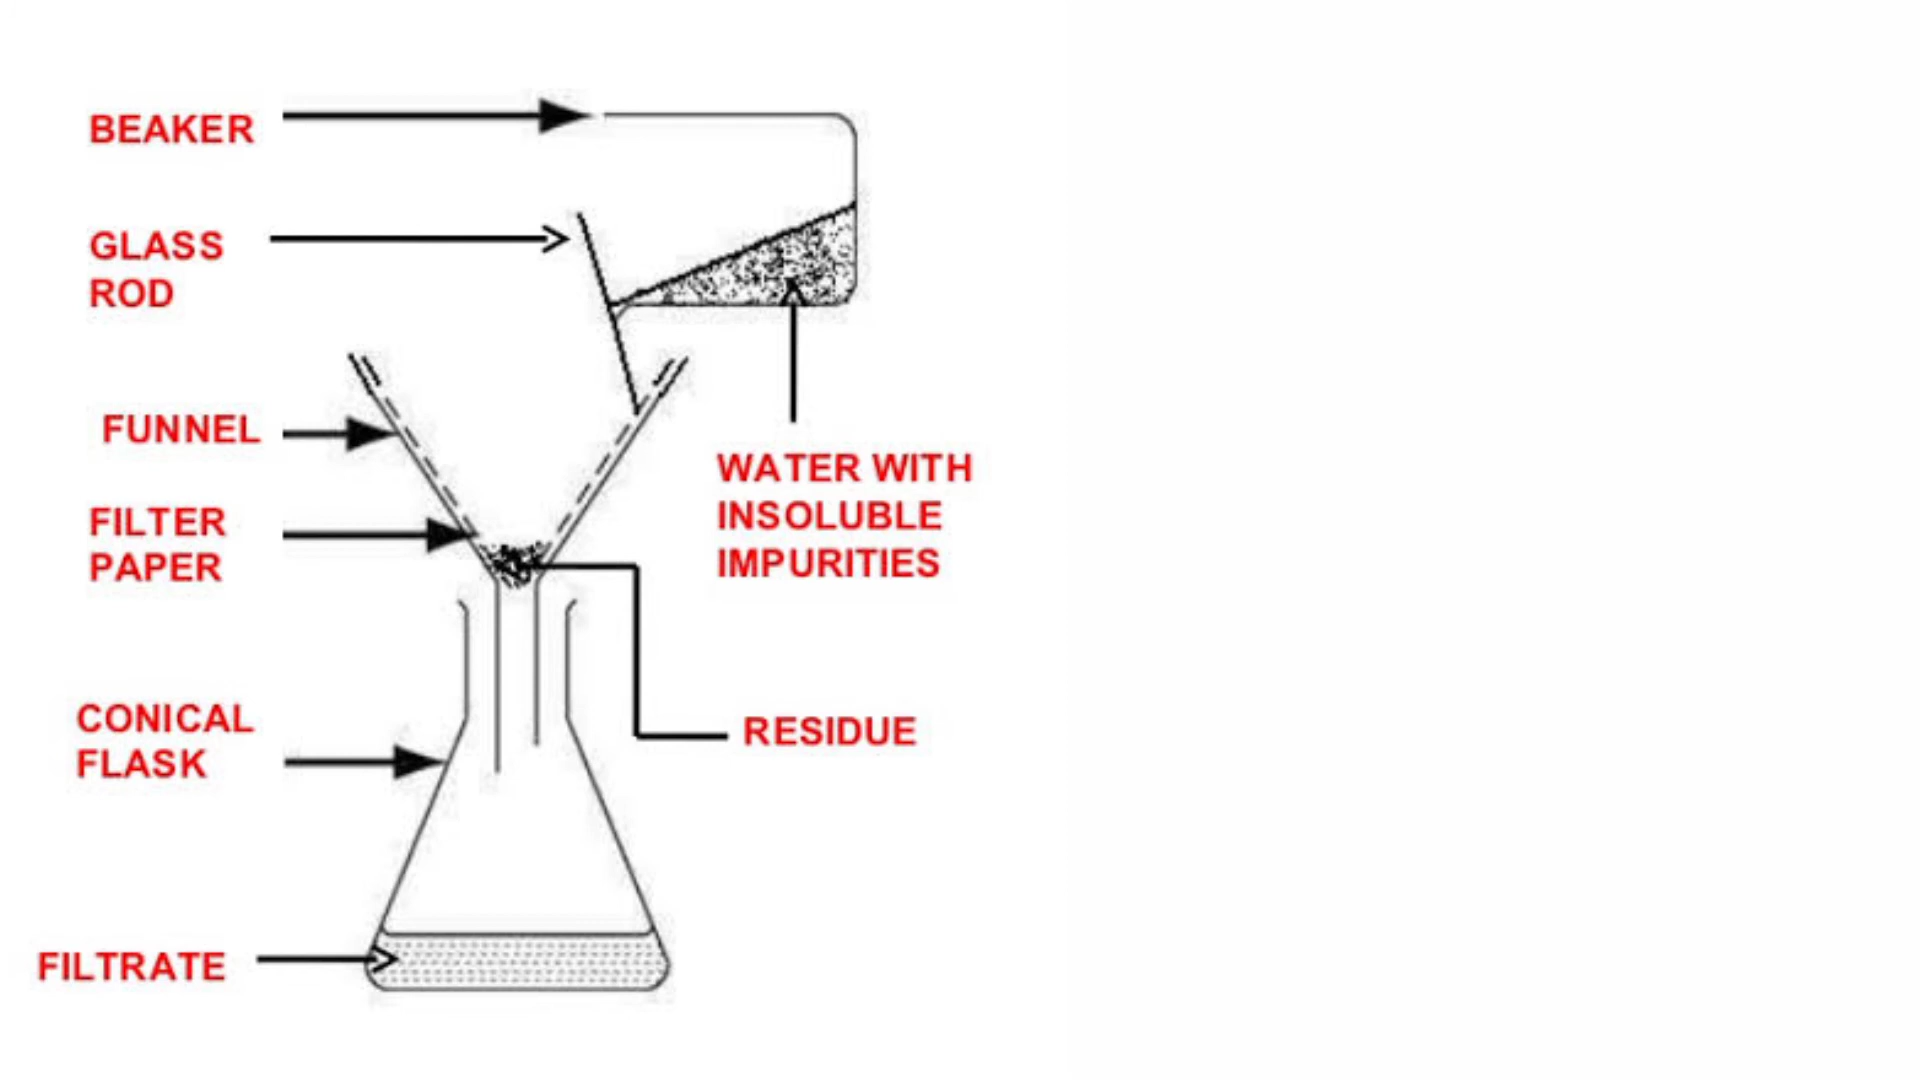 BEAKER
GLASS
ROD
FUNNEL
FILTER
PAPER
WATER WITH
INSOLUBLE
IMPURITIES
CONICAL
FLASK
RESIDUE
FILTRATE